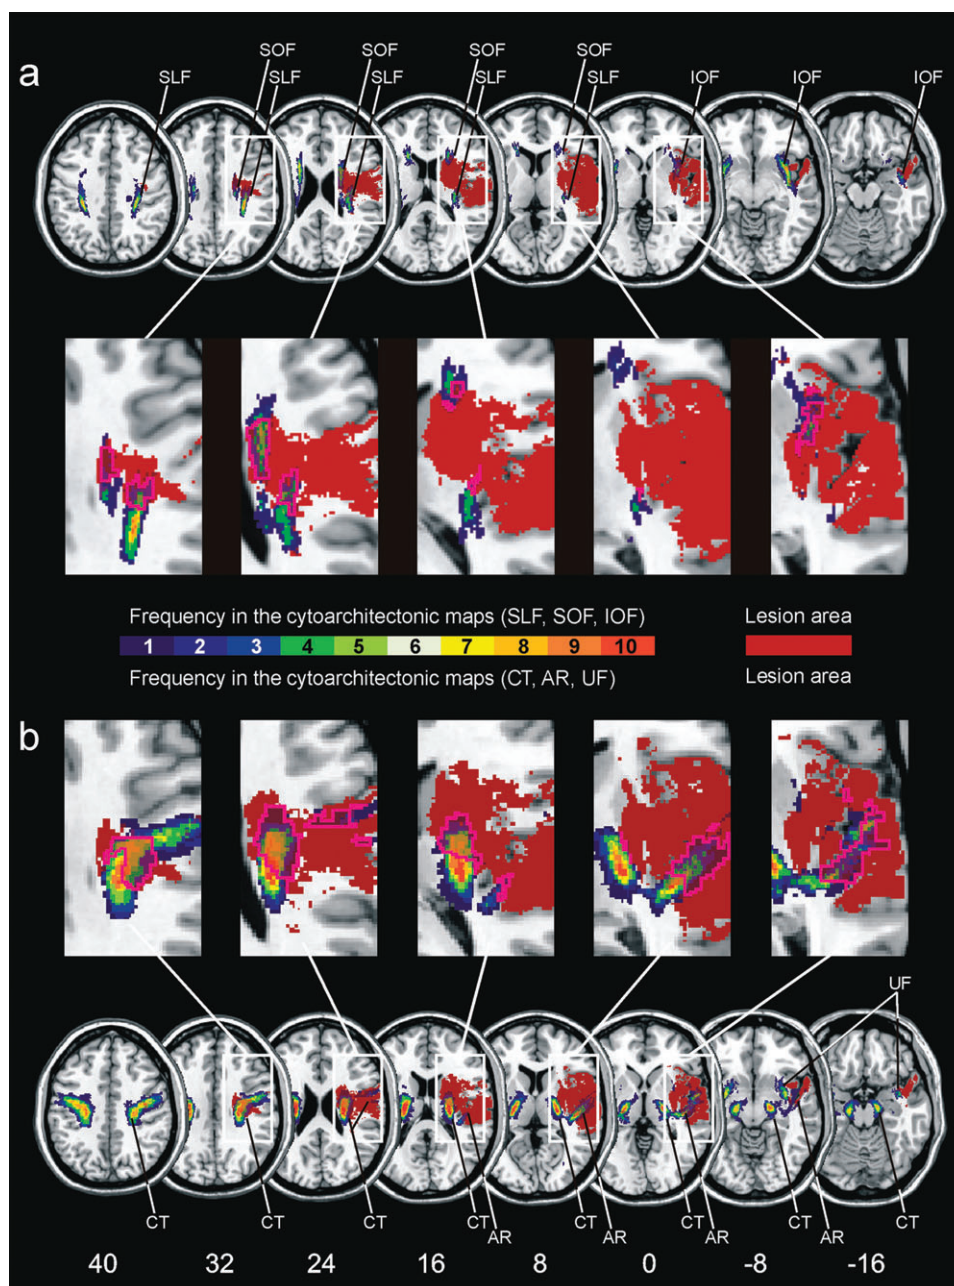 SOF SOF SOF SOF
a SLF SLF SLF SLF SLF IOF IOF IOF
Frequency in the cytoarchitectonic maps (SLF, SOF, IOF) Lesion area
1 2 3 4 5 6 7 8 9 10
Frequency in the cytoarchitectonic maps (CT, AR, UF) Lesion area
b
UF
CT CT CT CT AR CT AR CT AR CT AR CT
40 32 24 16 8 0 -8 -16